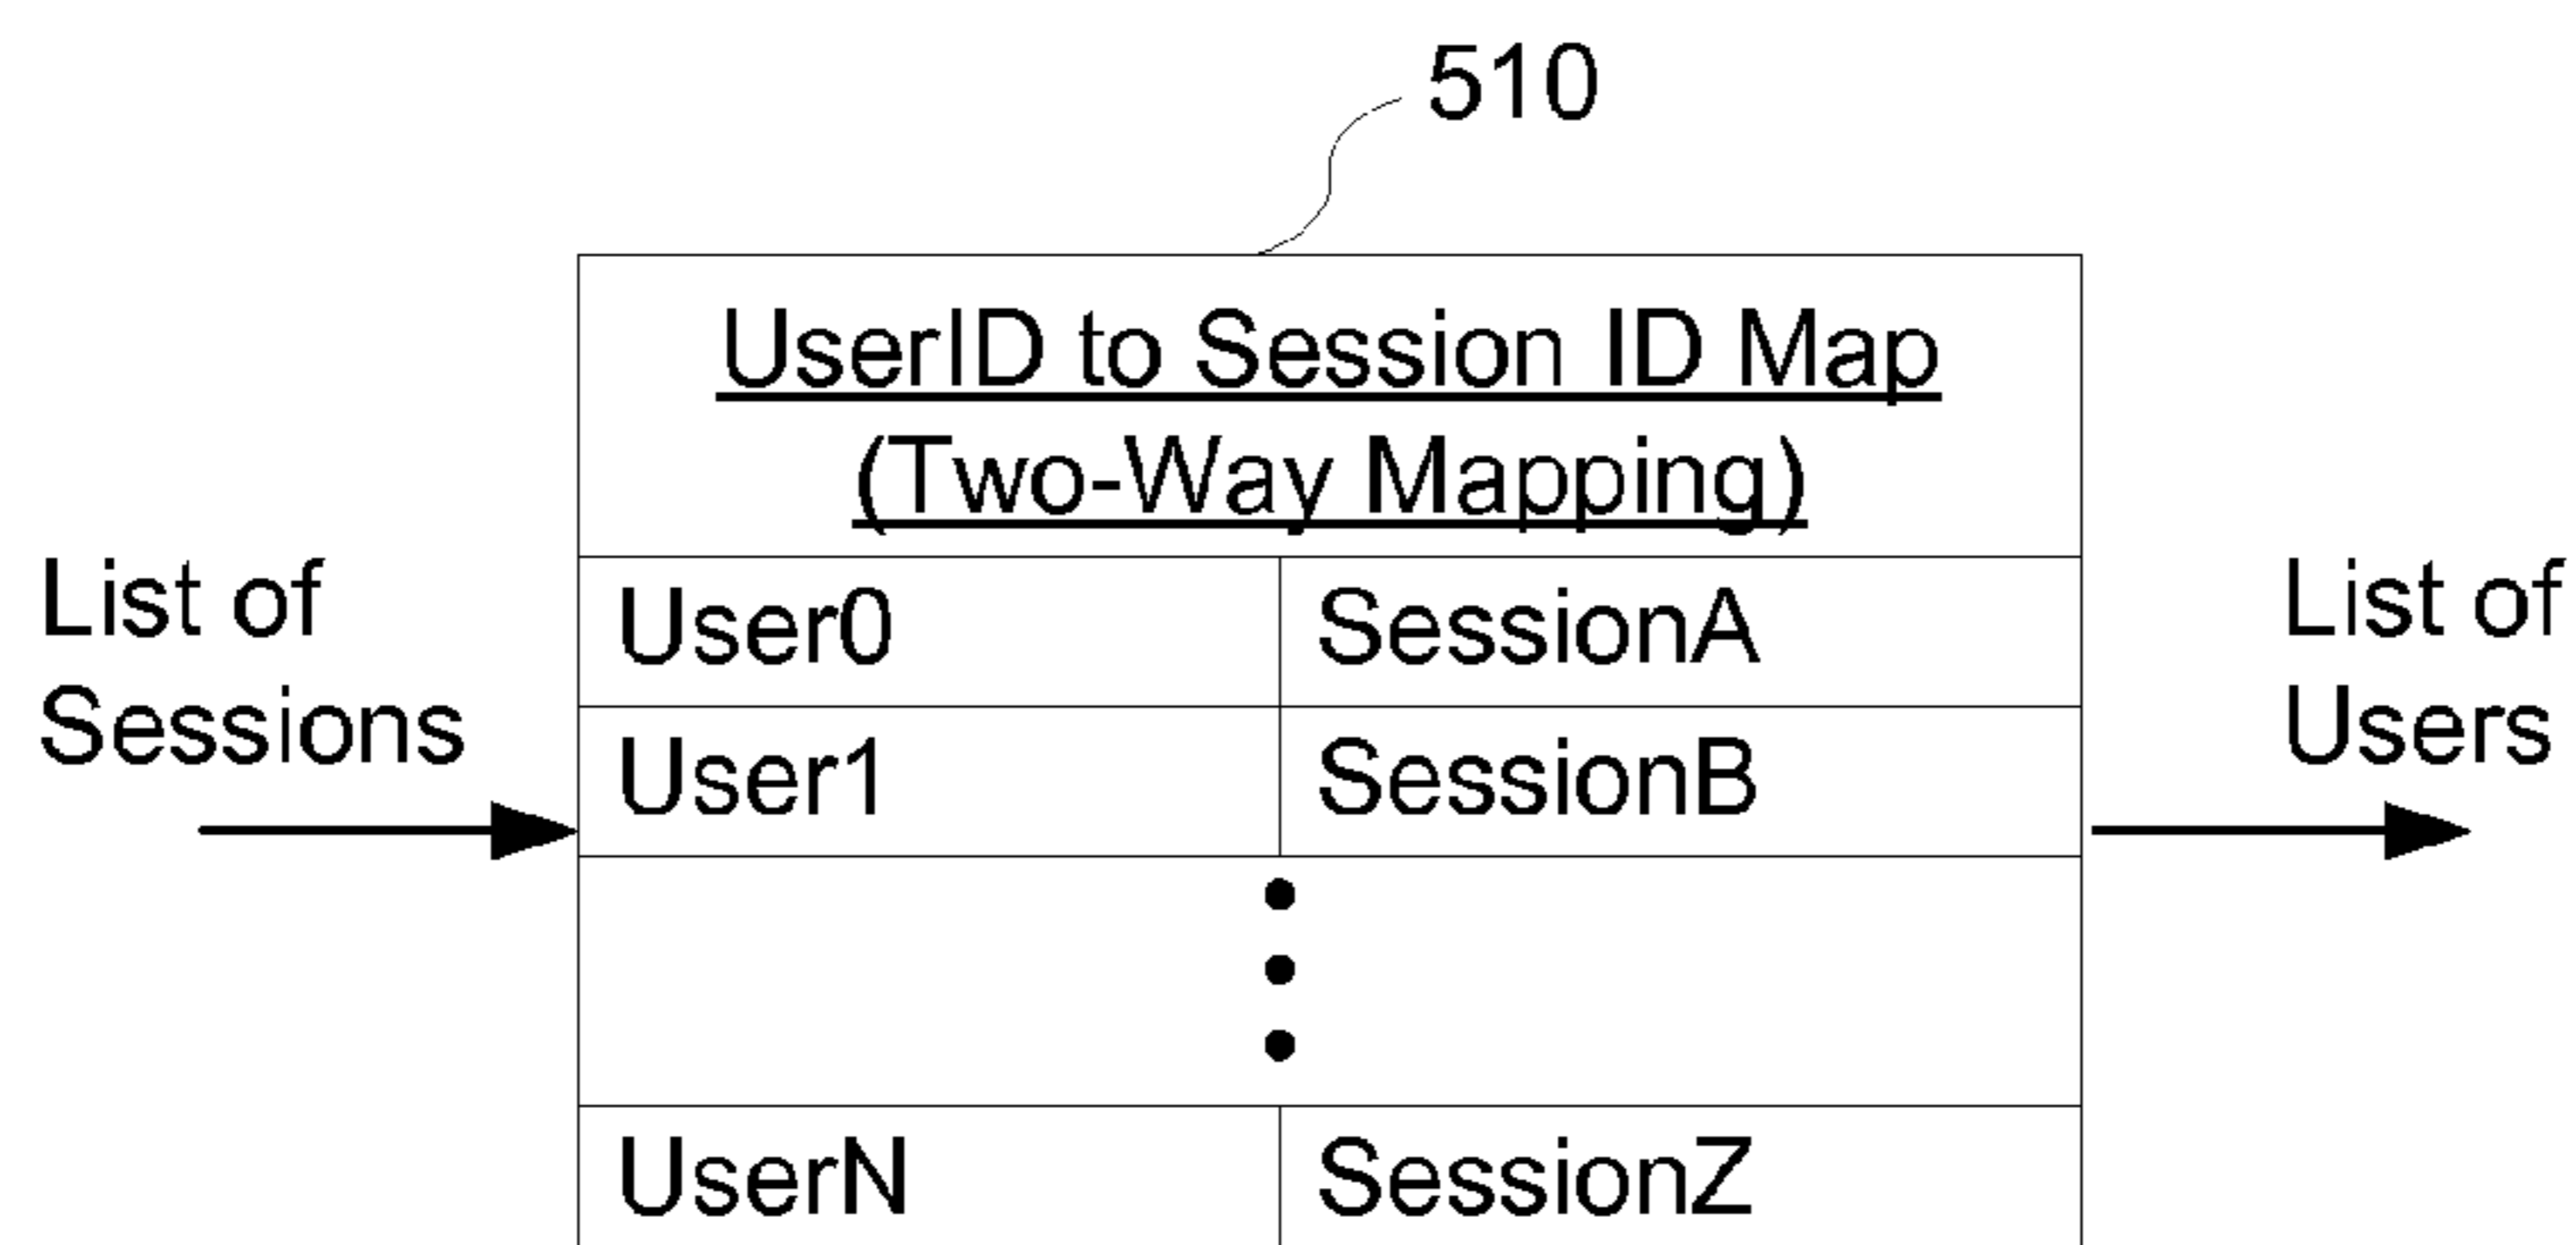 510
UserID to Session ID Map
(Two-Way Mapping)
List of
Sessions
User0 SessionA
User1 SessionB
UserN SessionZ
List of
Users